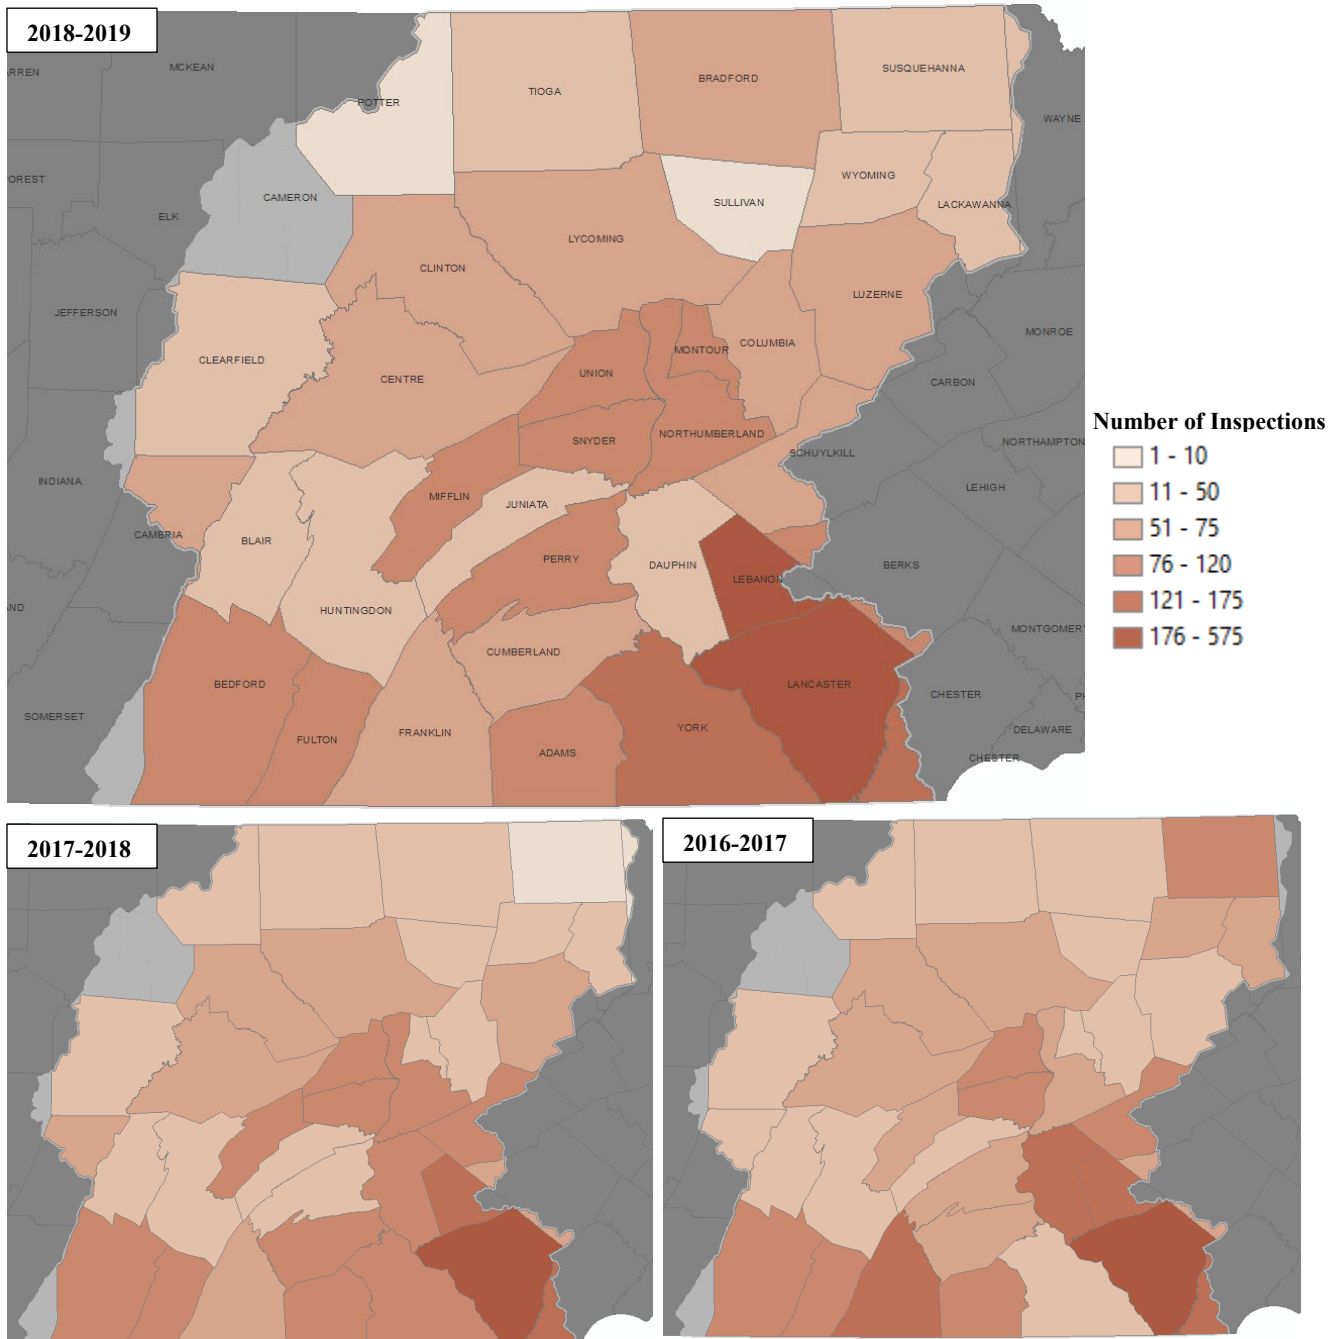 2018-2019
ARREN
MCKEAN
POTTER
TIOGA
BRADFORD
SUSQUEHANNA
WAYNE
OREST
ELK
CAMERON
SULLIVAN
WYOMING
LACKAWANNA
LYCOMING
CLINTON
LUZERNE
JEFFERSON
MONROE
CLEARFIELD
CENTRE
UNION
MONTOUR
COLUMBIA
CARBON
SNYDER
NORTHUMBERLAND
NORTHAMPTON
SCHUYLKILL
INDIANA
LEHIGH
MIFFLIN
JUNIATA
CAMBRIA
BLAIR
PERRY
DAUPHIN
LEBANON
BERKS
AND
HUNTINGDON
MONTGOMERY
CUMBERLAND
BEDFORD
LANCASTER
CHESTER
PH
SOMERSET
FULTON
FRANKLIN
ADAMS
YORK
DELAWARE
CHESTER
Number of Inspections
1 - 10
11 - 50
51 - 75
76 - 120
121 - 175
176 - 575
2017-2018
2016-2017